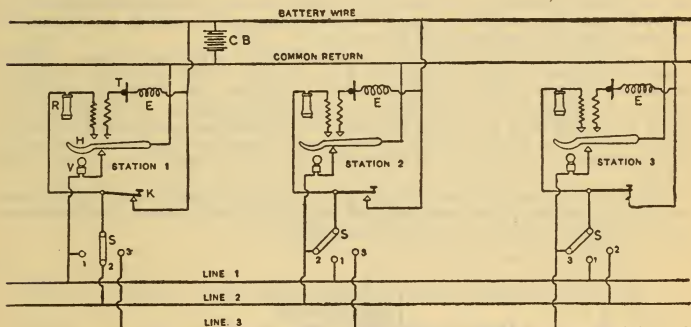 BATTERY WIRE
C B
COMMON RETURN
T
R
E
H
V
STATION 1
K
S
1
2
3
E
STATION 2
S
2
1
3
E
STATION 3
S
3
1
2
LINE 1
LINE 2
LINE. 3